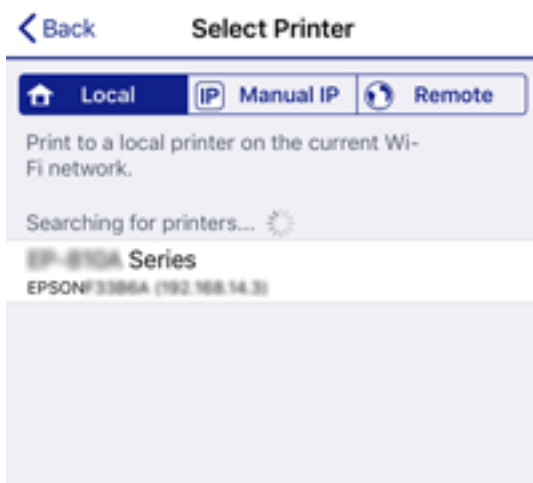 Back
Select Printer
Local
IP Manual IP
Remote
Print to a local printer on the current Wi-
Fi network.
Searching for printers...
Series
EPSON